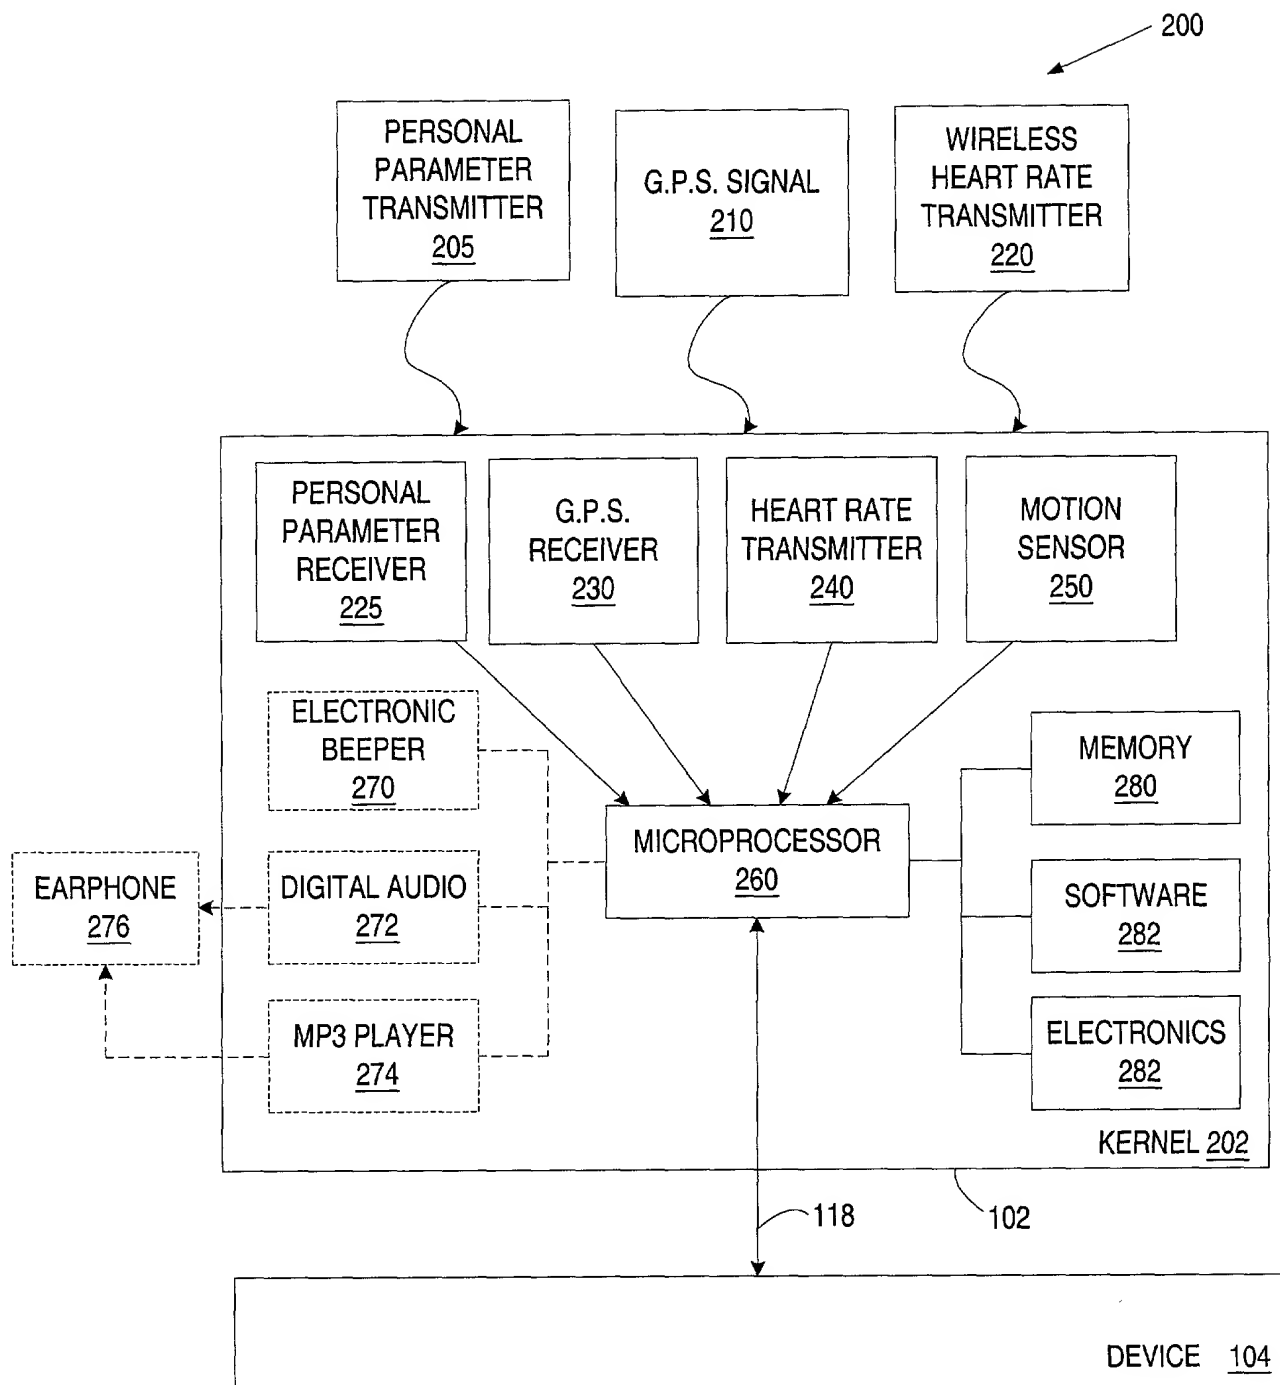 200
PERSONAL
PARAMETER
TRANSMITTER
205
G.P.S. SIGNAL
210
WIRELESS
HEART RATE
TRANSMITTER
220
PERSONAL
PARAMETER
RECEIVER
225
G.P.S.
RECEIVER
230
HEART RATE
TRANSMITTER
240
MOTION
SENSOR
250
ELECTRONIC
BEEPER
270
MICROPROCESSOR
260
MEMORY
280
EARPHONE
276
DIGITAL AUDIO
272
SOFTWARE
282
MP3 PLAYER
274
ELECTRONICS
282
KERNEL 202
118
102
DEVICE 104